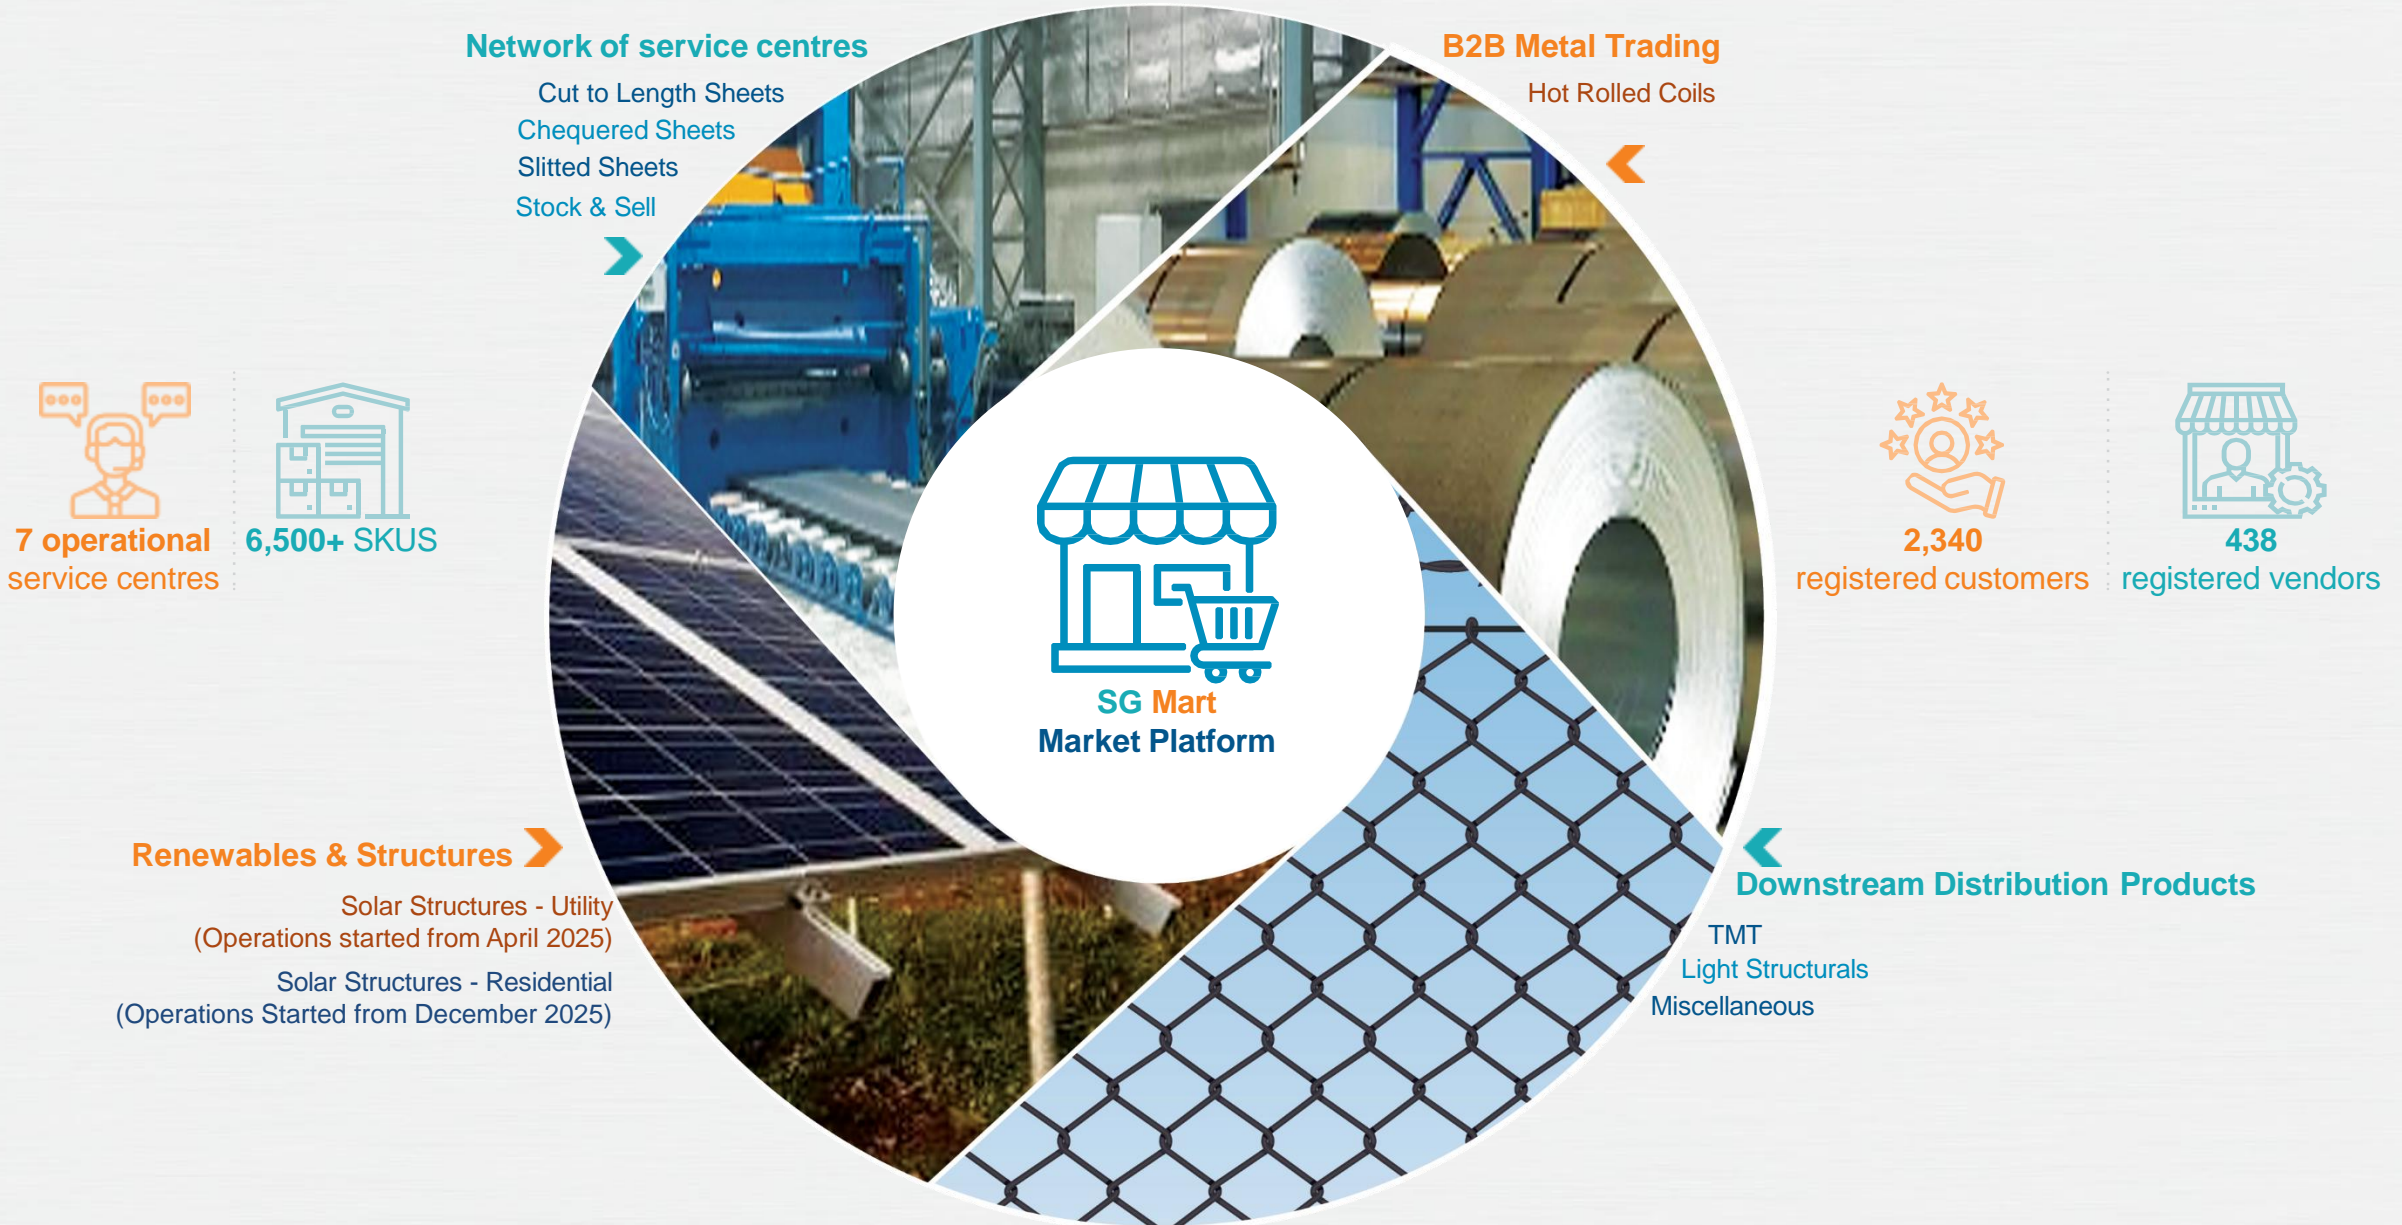 Network of service centres
Cut to Length Sheets
Chequered Sheets
Slitted Sheets
Stock & Sell
B2B Metal Trading
Hot Rolled Coils
7 operational
service centres
6,500+ SKUS
2,340
registered customers
438
registered vendors
SG Mart
Market Platform
Renewables & Structures
Solar Structures - Utility
(Operations started from April 2025)
Solar Structures - Residential
(Operations Started from December 2025)
Downstream Distribution Products
TMT
Light Structurals
Miscellaneous